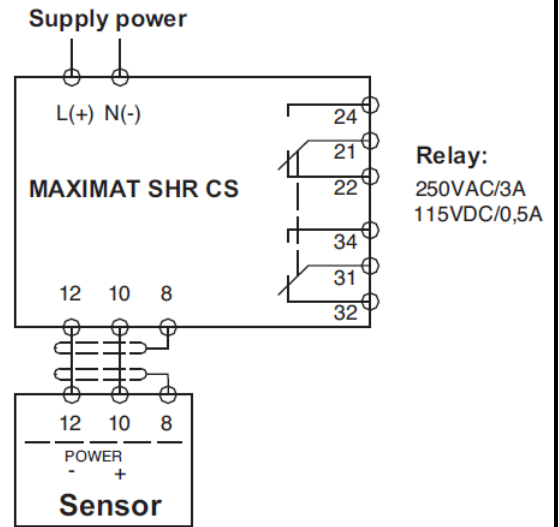 Supply power
L(+) N(-)
24
21
MAXIMAT SHR CS
22
Relay:
250VAC/3A
115VDC/0,5A
34
31
32
12 10 8
12 10 8
POWER
- +
Sensor